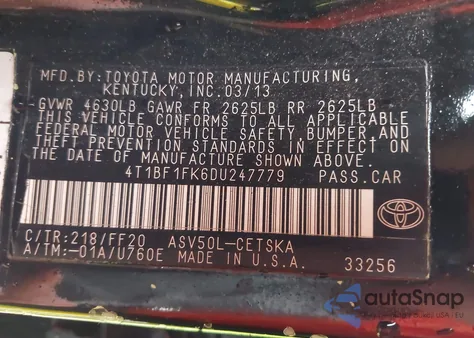 MFD.BY:TOYOTA MOTOR MANUFACTURING,
KENTUCKY,INC.03/13
GVWR 4630LB GAWR FR 2625LB RR 2625LB
THIS VEHICLE CONFORMS TO ALL APPLICABLE
FEDERAL MOTOR VEHICLE SAFETY, BUMPER,AND
THEFT PREVENTION STANDARDS IN EFFECT ON
THE DATE OF MANUFACTURE SHOWN ABOVE.
4T1BF1FK6DU247779 PASS.CAR
C/TR:218/FF20 ASV50L-CETSKA
A/TM:-01A/U760E MADE IN U.S.A. 33256
autoSnap